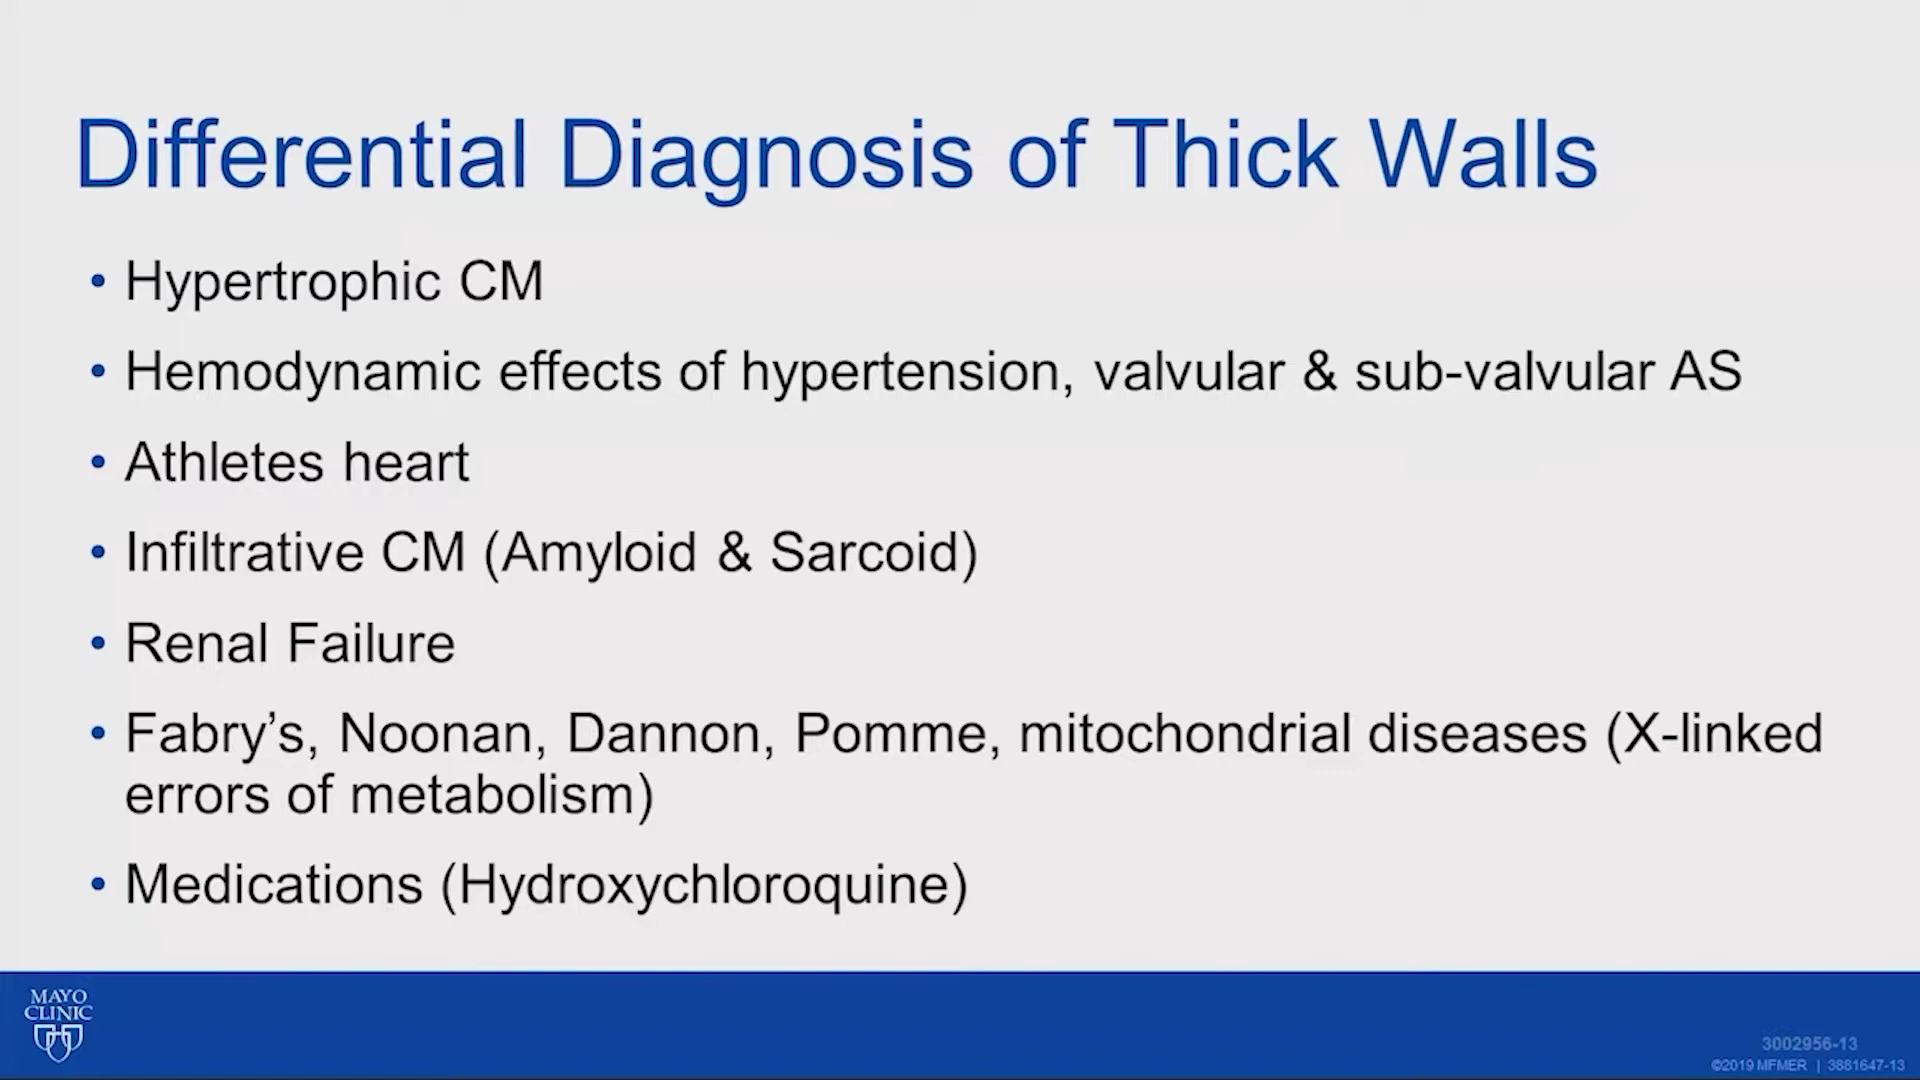 Differential Diagnosis of Thick Walls
• Hypertrophic CM
• Hemodynamic effects of hypertension, valvular & sub-valvular AS
• Athletes heart
• Infiltrative CM (Amyloid & Sarcoid)
• Renal Failure
• Fabry’s, Noonan, Dannon, Pomme, mitochondrial diseases (X-linked
errors of metabolism)
• Medications (Hydroxychloroquine)
MAYO
CLINIC
3002956-13
©2019 MFMER | 3881647-13